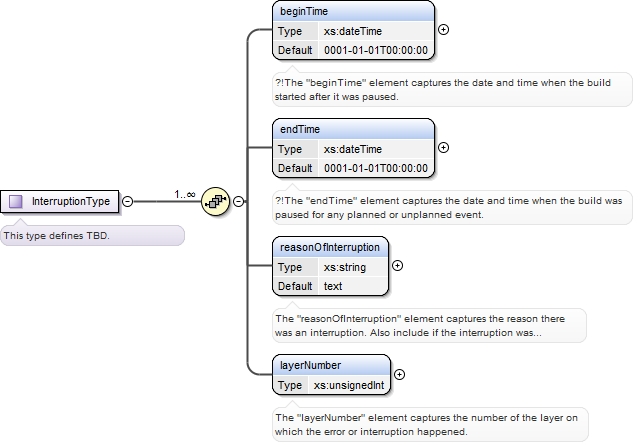 beginTime
Type xs:dateTime
Default 0001-01-01T00:00:00
?!The "beginTime" element captures the date and time when the build
started after it was paused.
endTime
Type xs:dateTime
Default 0001-01-01T00:00:00
?!The "endTime" element captures the date and time when the build was
paused for any planned or unplanned event.
InterruptionType
1..∞
This type defines TBD.
reasonOfInterruption
Type xs:string
Default text
The "reasonOfInterruption" element captures the reason there
was an interruption. Also include if the interruption was...
layerNumber
Type xs:unsignedInt
The "layerNumber" element captures the number of the layer on
which the error or interruption happened.